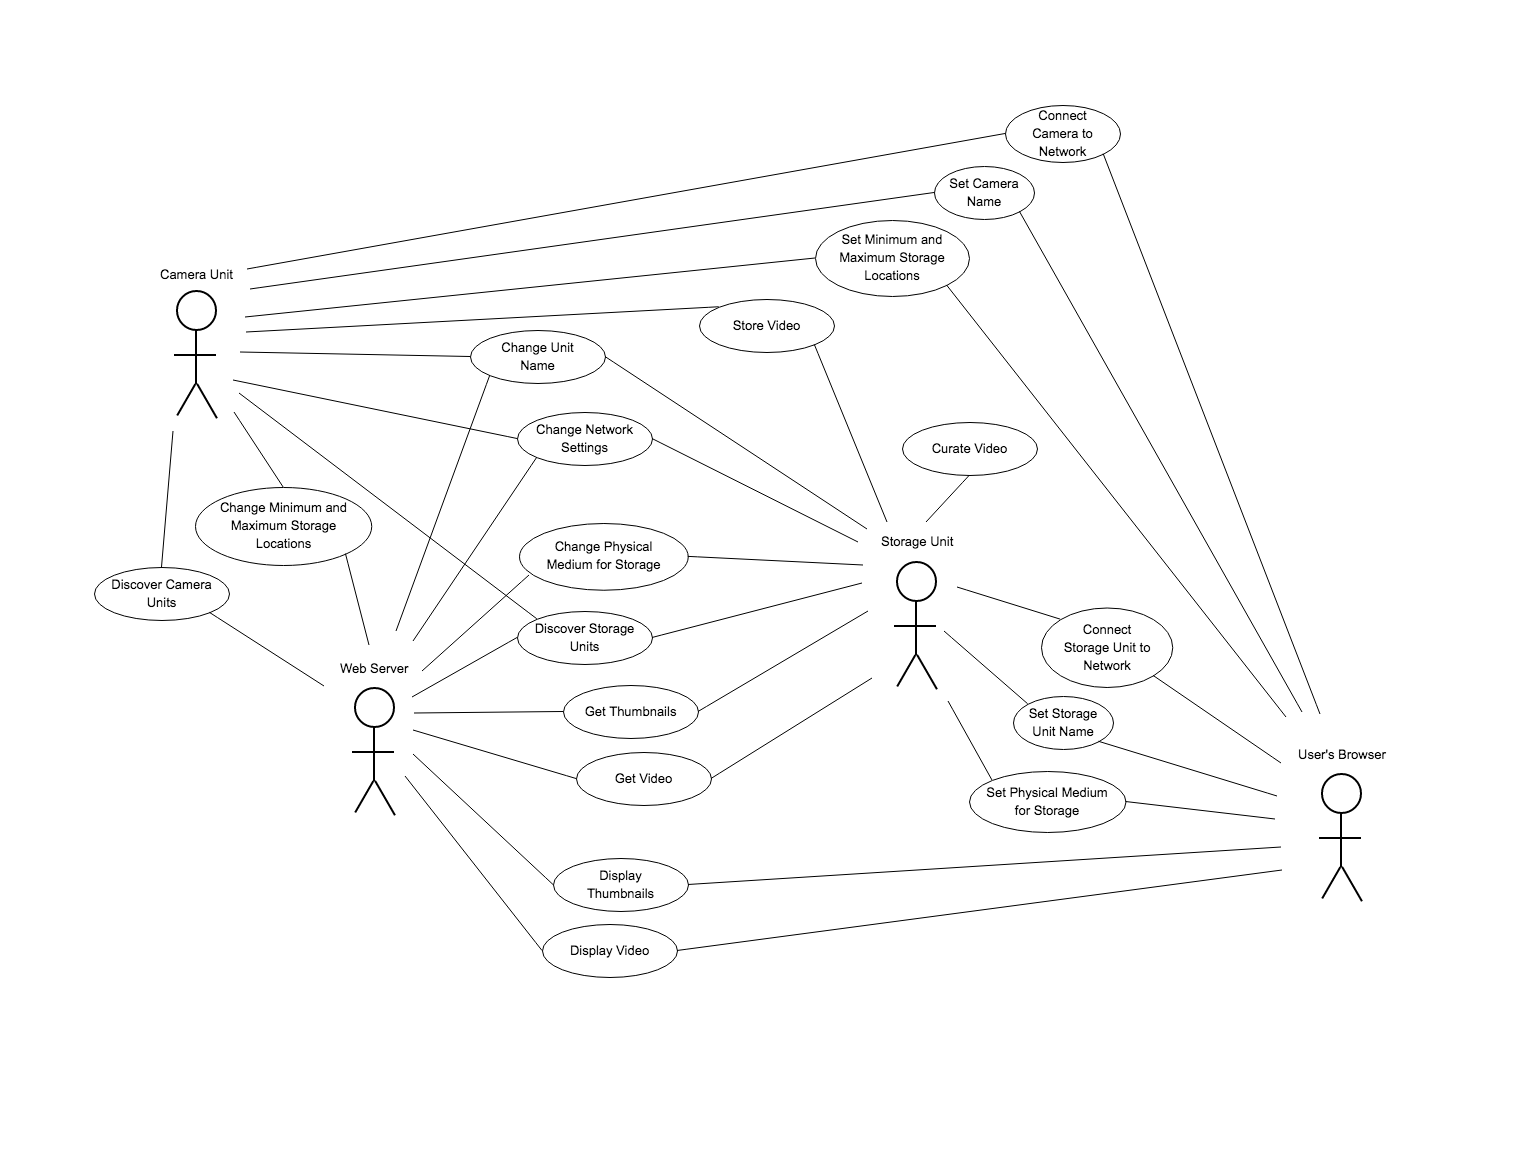 Connect
Camera to
Network
Set Camera
Name
Set Minimum and
Maximum Storage
Locations
Camera Unit
Store Video
Change Unit
Name
Change Network
Settings
Curate Video
Change Minimum and
Maximum Storage
Locations
Storage Unit
Change Physical
Medium for Storage
Discover Camera
Units
Discover Storage
Units
Connect
Storage Unit to
Network
Web Server
Get Thumbnails
Set Storage
Unit Name
User's Browser
Get Video
Set Physical Medium
for Storage
Display
Thumbnails
Display Video